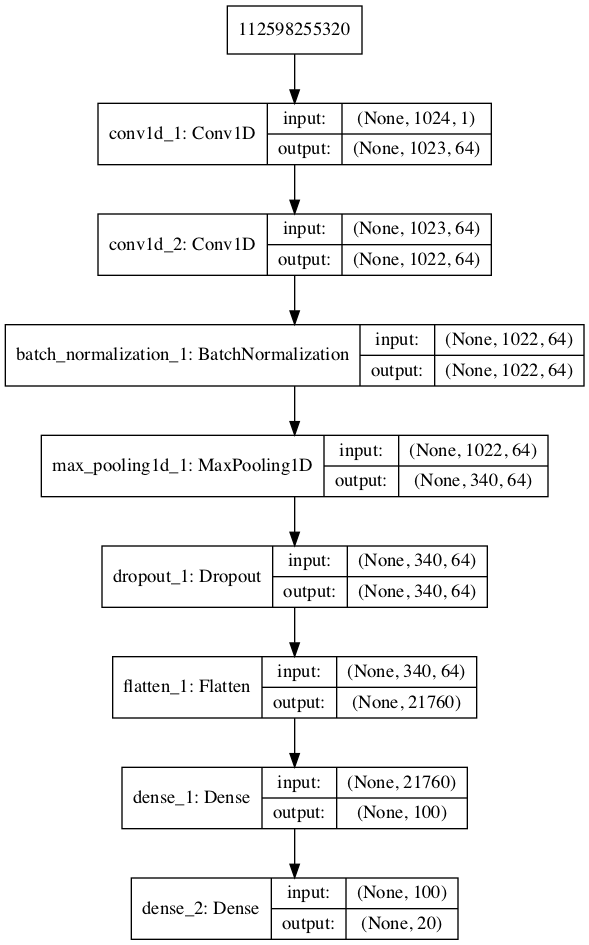 112598255320
conv1d_1: Conv1D
input: (None, 1024, 1)
output: (None, 1023, 64)
conv1d_2: Conv1D
input: (None, 1023, 64)
output: (None, 1022, 64)
batch_normalization_1: BatchNormalization
input: (None, 1022, 64)
output: (None, 1022, 64)
max_pooling1d_1: MaxPooling1D
input: (None, 1022, 64)
output: (None, 340, 64)
dropout_1: Dropout
input: (None, 340, 64)
output: (None, 340, 64)
flatten_1: Flatten
input: (None, 340, 64)
output: (None, 21760)
dense_1: Dense
input: (None, 21760)
output: (None, 100)
dense_2: Dense
input: (None, 100)
output: (None, 20)